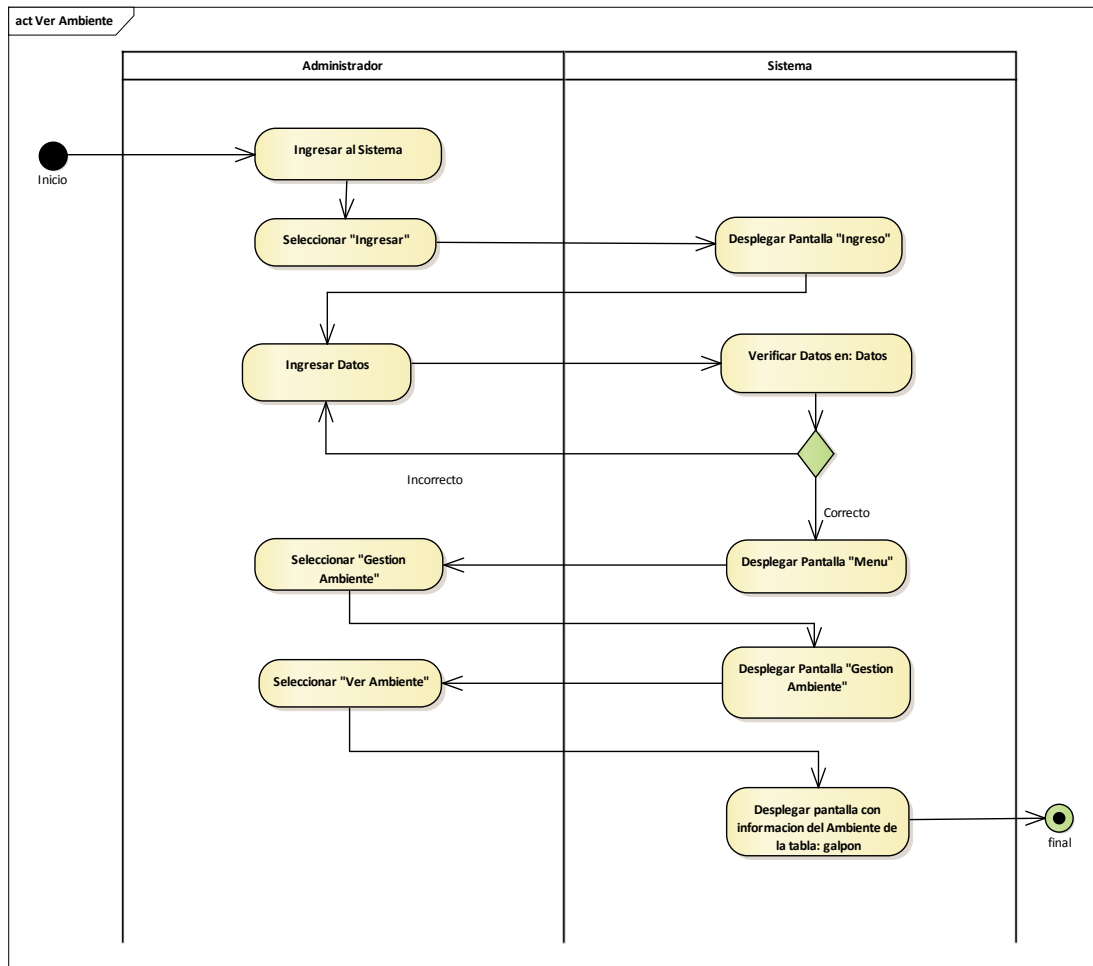 act Ver Ambiente
Administrador
Sistema
Ingresar al Sistema
Inicio
Seleccionar "Ingresar"
Desplegar Pantalla "Ingreso"
Ingresar Datos
Verificar Datos en: Datos
Incorrecto
Correcto
Seleccionar "Gestion
Ambiente"
Desplegar Pantalla "Menu"
Seleccionar "Ver Ambiente"
Desplegar Pantalla "Gestion
Ambiente"
Desplegar pantalla con
informacion del Ambiente de
la tabla: galpon
final